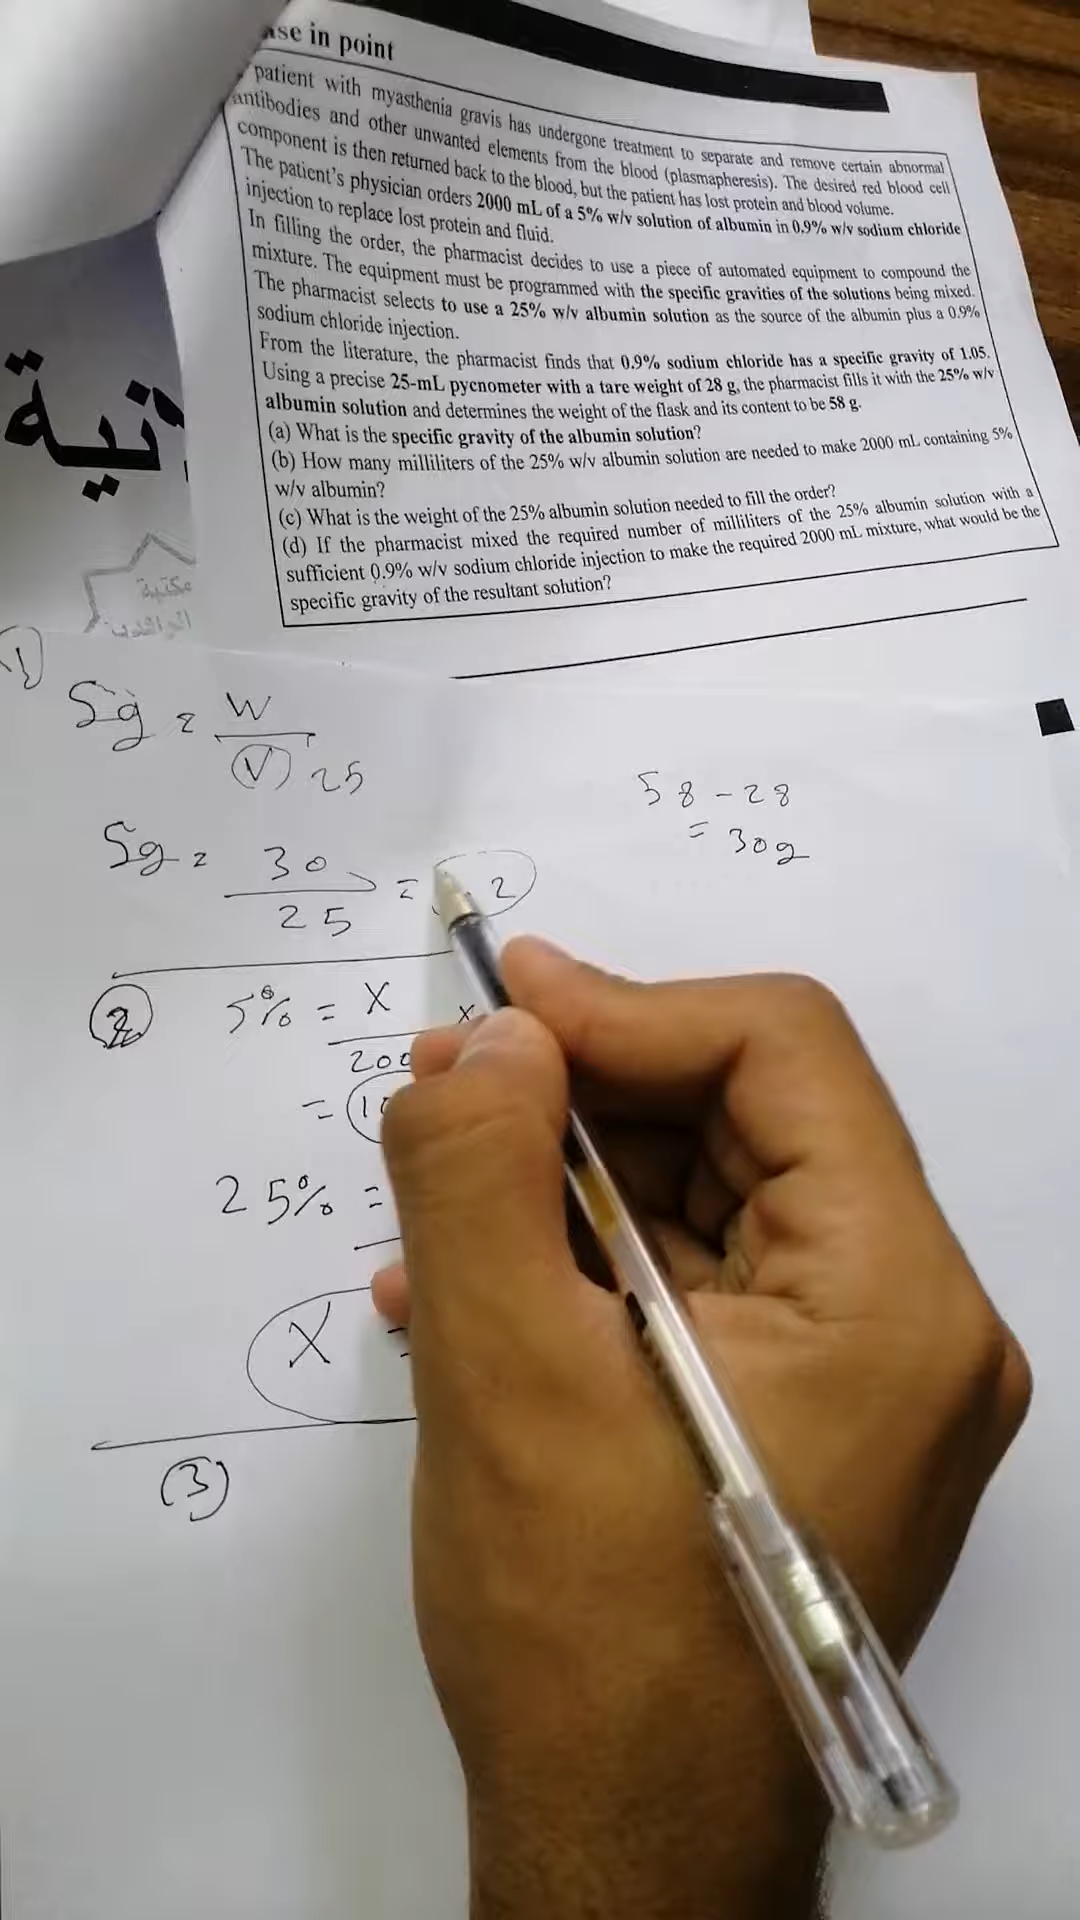 ase in point
patient with myasthenia gravis has undergone treatment to separate and remove certain abnormal
antibodies and other unwanted elements from the blood (plasmapheresis). The desired red blood cell
component is then returned back to the blood, but the patient has lost protein and blood volume.
The patient's physician orders 2000 mL of a 5% w/v solution of albumin in 0.9% w/v sodium chloride
injection to replace lost protein and fluid.
In filling the order, the pharmacist decides to use a piece of automated equipment to compound the
mixture. The equipment must be programmed with the specific gravities of the solutions being mixed.
The pharmacist selects to use a 25% w/v albumin solution as the source of the albumin plus a 0.9%
sodium chloride injection.
From the literature, the pharmacist finds that 0.9% sodium chloride has a specific gravity of 1.05.
Using a precise 25-mL pycnometer with a tare weight of 28 g, the pharmacist fills it with the 25% w/v
albumin solution and determines the weight of the flask and its content to be 58 g.
(a) What is the specific gravity of the albumin solution?
(b) How many milliliters of the 25% w/v albumin solution are needed to make 2000 mL containing 5%
w/v albumin?
(c) What is the weight of the 25% albumin solution needed to fill the order?
(d) If the pharmacist mixed the required number of milliliters of the 25% albumin solution with a
sufficient 0.9% w/v sodium chloride injection to make the required 2000 mL mixture, what would be the
specific gravity of the resultant solution?
مكتبة
1
Sg = W
V 25
58 - 28
= 30g
Sg = 30
25
= 2
2
5% = X
200
= 1
25% =
X =
(3)